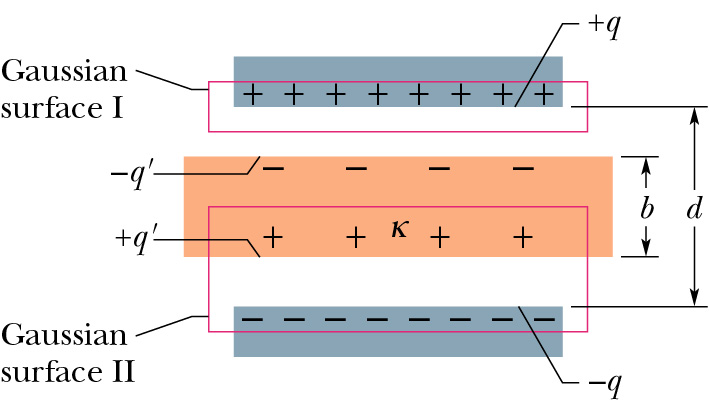 +q
Gaussian
surface I
+ + + + + + + +
−q′
− − − −
b
d
κ
+q′
+ + + +
− − − − − − − −
Gaussian
surface II
−q